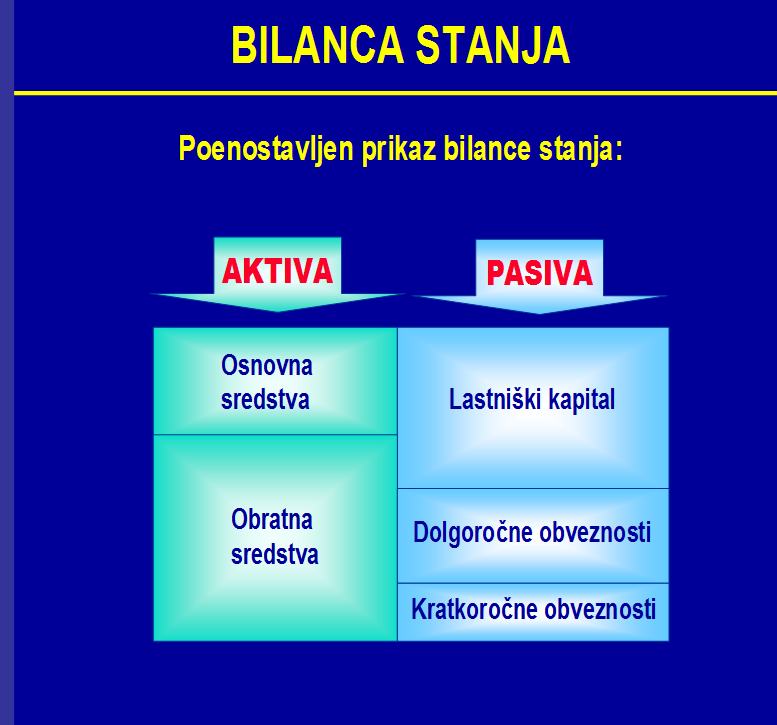 BILANCA STANJA
Poenostavljen prikaz bilance stanja:
AKTIVA
PASIVA
Osnovna
sredstva
Lastniški kapital
Obratna
sredstva
Dolgoročne obveznosti
Kratkoročne obveznosti